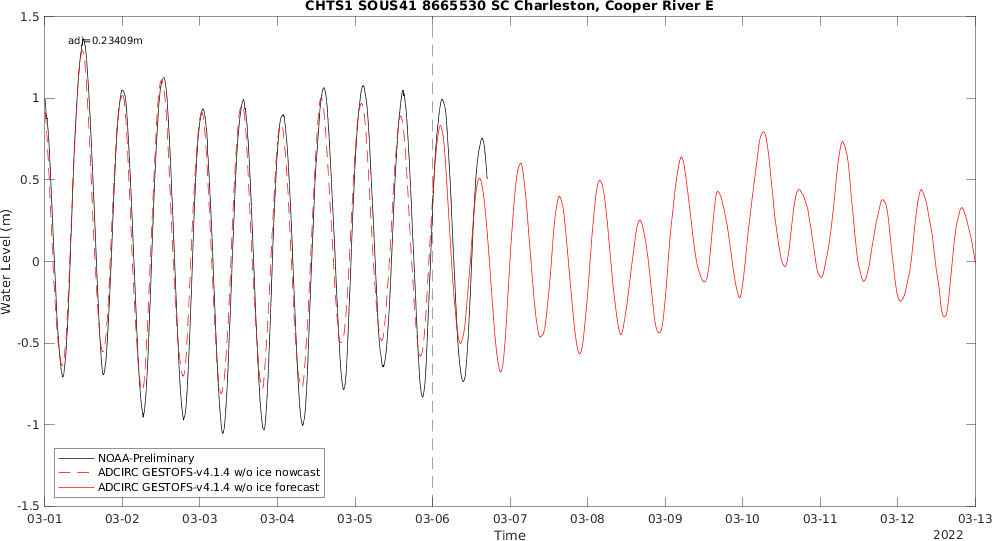 CHTS1 SOUS41 8665530 SC Charleston, Cooper River E
adj=0.23409m
1.5
1
0.5
0
-0.5
-1
-1.5
Water Level (m)
NOAA-Preliminary
ADCIRC GESTOFS-v4.1.4 w/o ice nowcast
ADCIRC GESTOFS-v4.1.4 w/o ice forecast
03-01 03-02 03-03 03-04 03-05 03-06 03-07 03-08 03-09 03-10 03-11 03-12 03-13
Time
2022